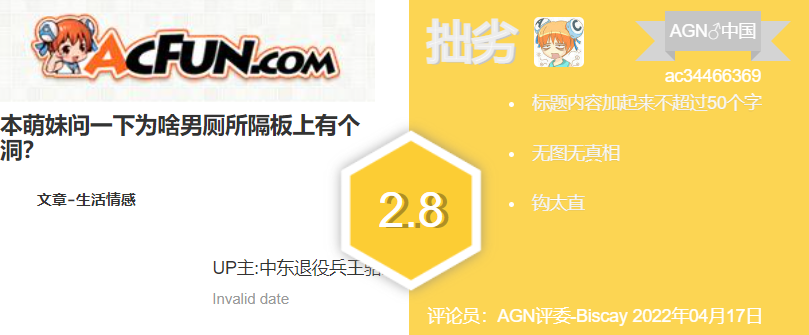 ACFUN.COM
本萌妹问一下为啥男厕所隔板上有个
洞?
文章-生活情感
UP主:中东退役兵王骆
Invalid date
2.8
拙劣
AGN♂中国
ac34466369
标题内容加起来不超过50个字
无图无真相
钩太直
评论员：AGN评委-Biscay 2022年04月17日